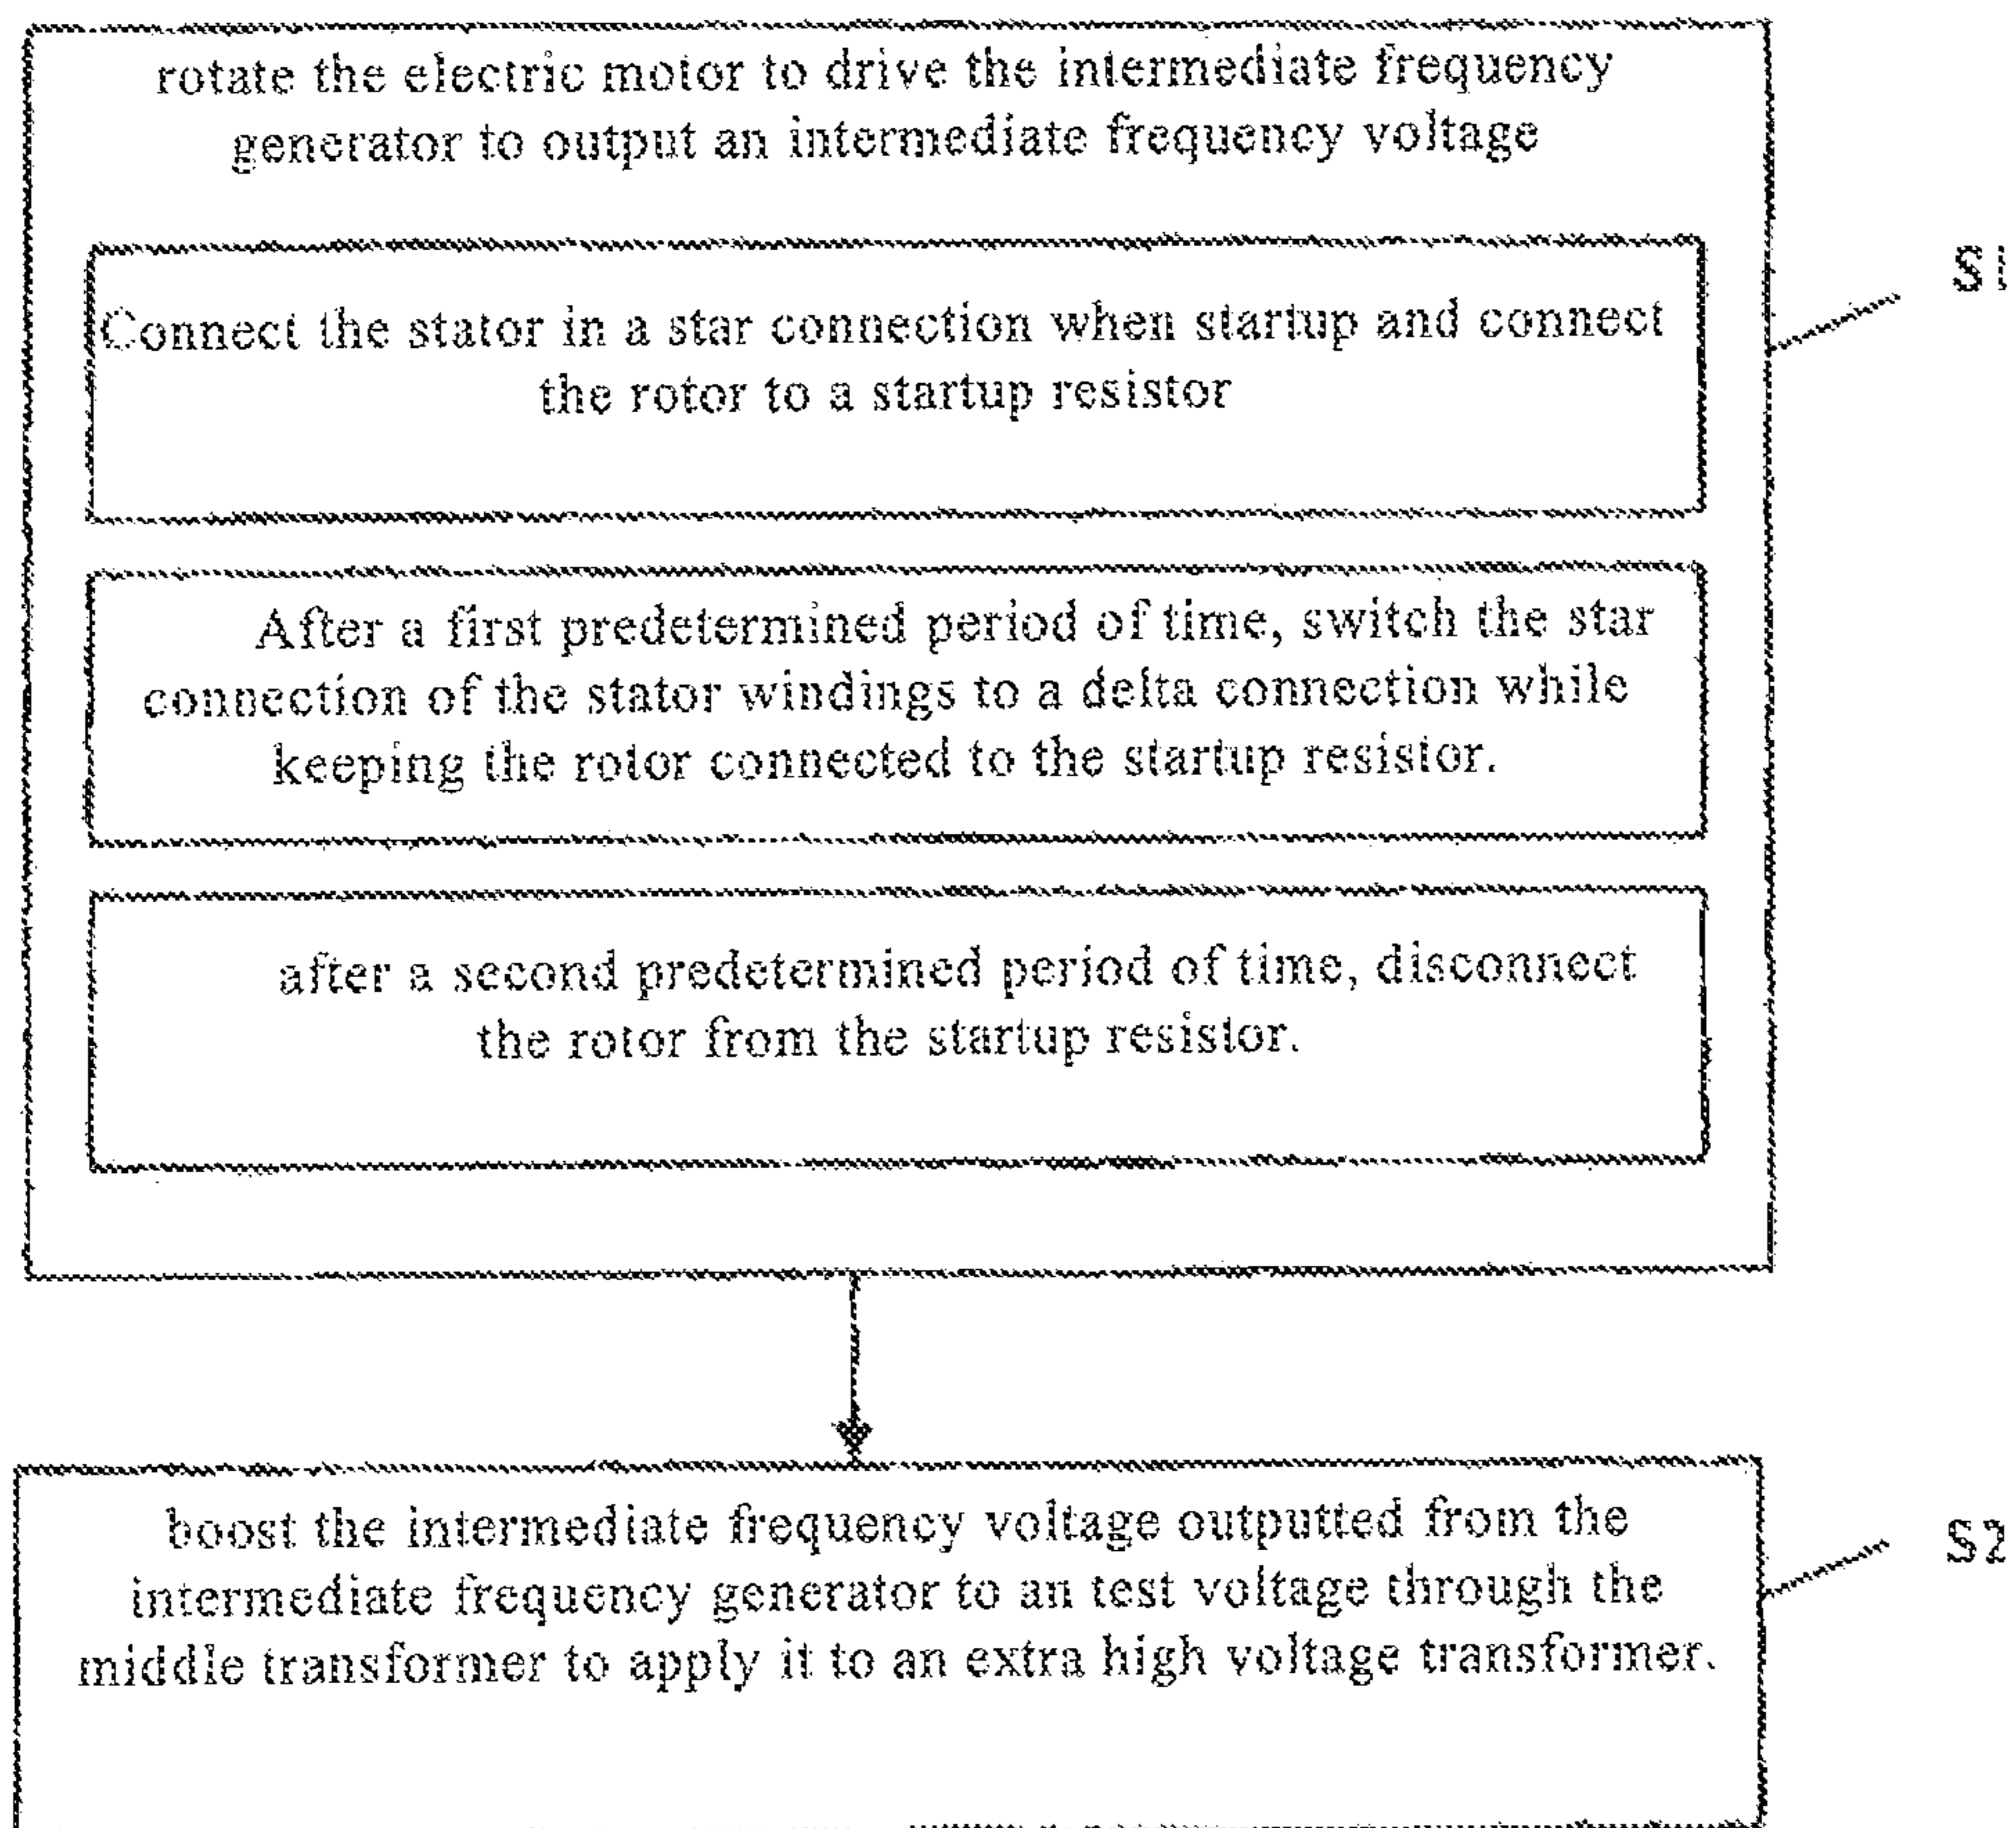 rotate the electric motor to drive the intermediate frequency
generator to output an intermediate frequency voltage
S1
Connect the stator in a star connection when startup and connect
the rotor to a startup resistor
After a first predetermined period of time, switch the star
connection of the stator windings to a delta connection while
keeping the rotor connected to the startup resistor.
after a second predetermined period of time, disconnect
the rotor from the startup resistor.
boost the intermediate frequency voltage outputted from the
intermediate frequency generator to an test voltage through the
middle transformer to apply it to an extra high voltage transformer.
S2